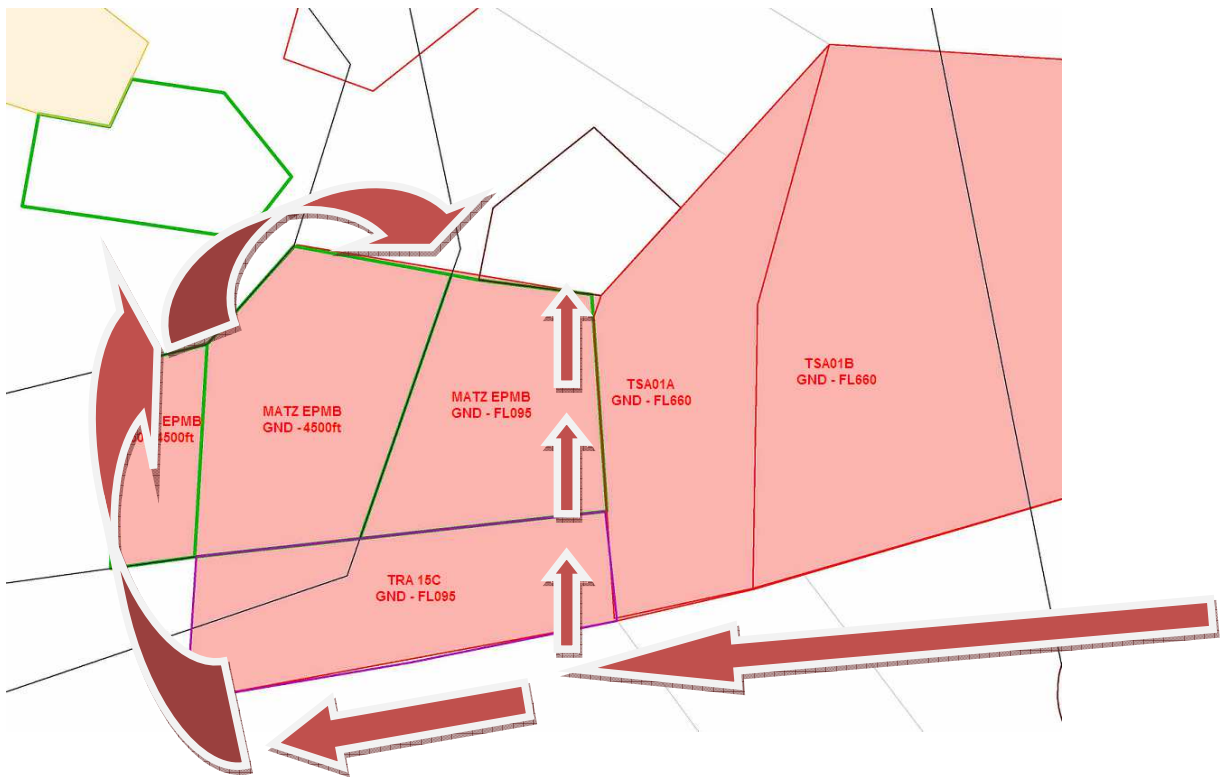 TSA01B
GND - FL660
TSA01A
GND - FL660
MATZ EPMB
GND - FL095
MATZ EPMB
GND - 4500ft
EPMB
4500ft
TRA 15C
GND - FL095